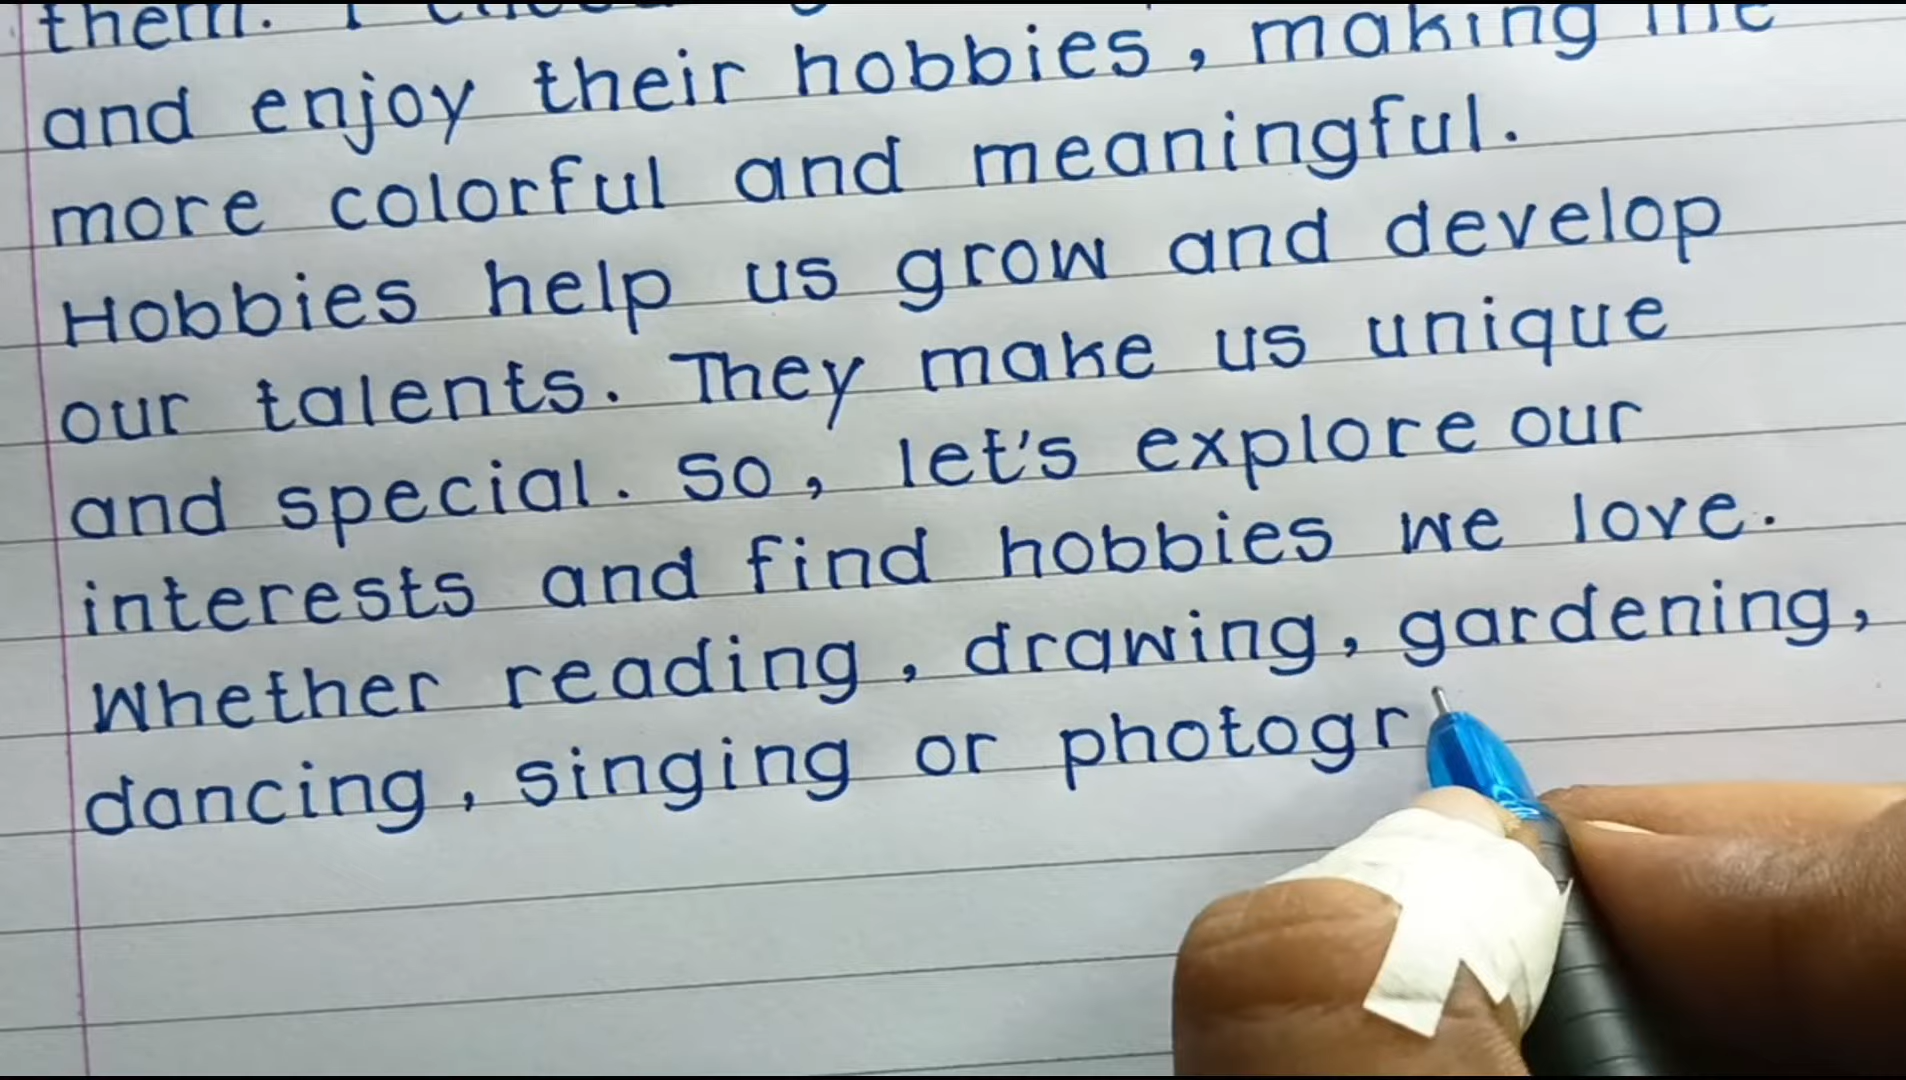 them. I
and enjoy their hobbies, making
more colorful and meaningful.
Hobbies help us grow and develop
our talents. They make us unique
and special. So, let's explore our
interests and find hobbies we love.
Whether reading, drawing, gardening,
dancing, singing or photogr